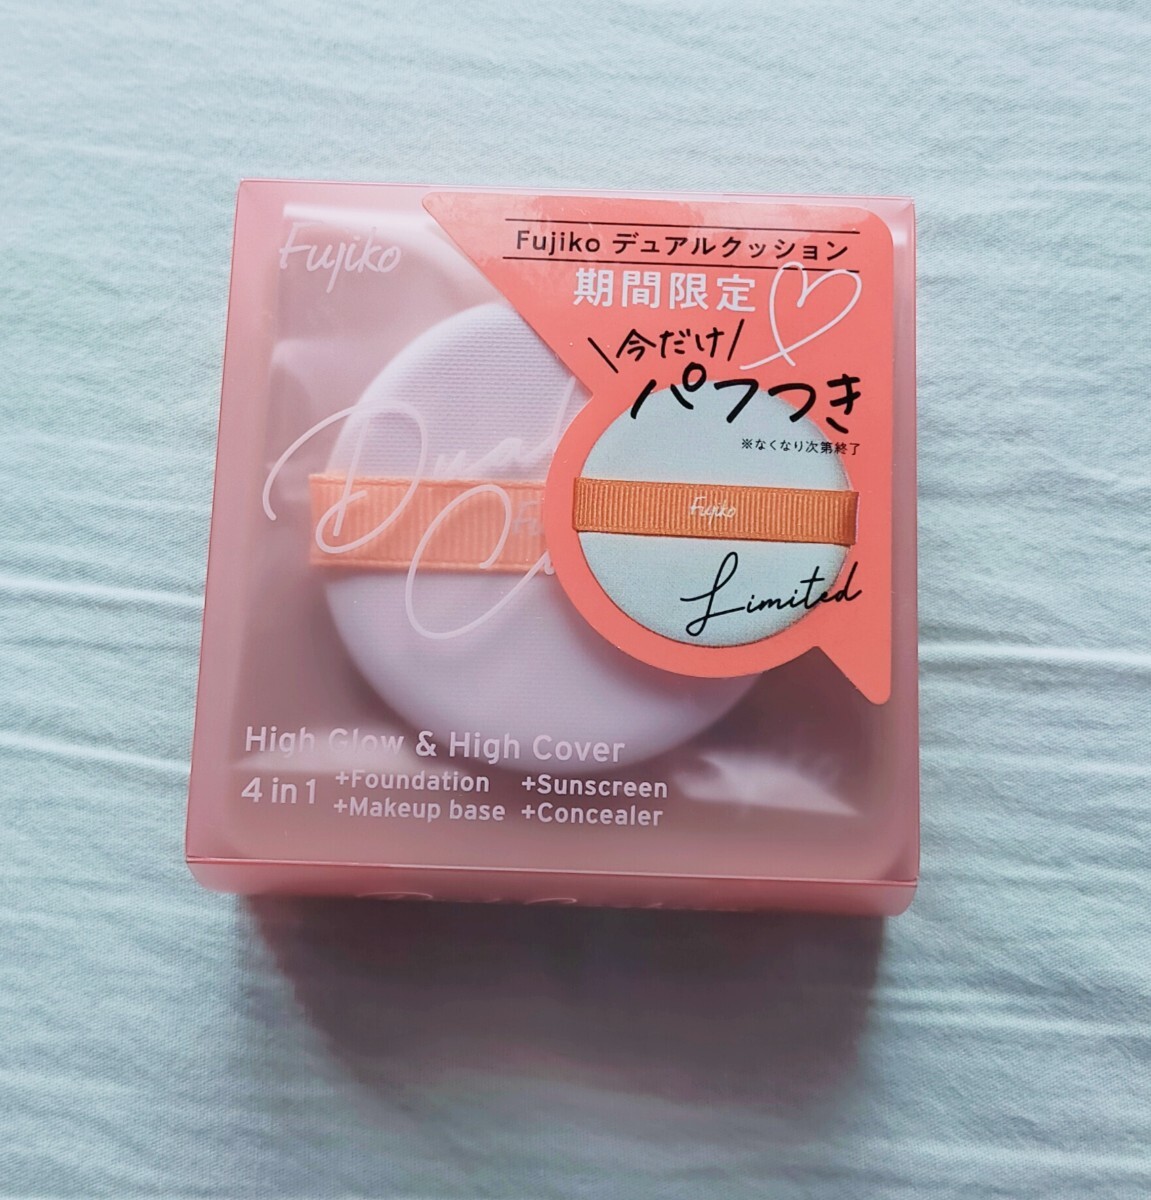 Fujiko
Fujiko デュアルクッション
期間限定
\今だけ/
パフつき
※なくなり次第終了
Fujiko
Limited
Dual
High Glow & High Cover
4 in 1
+Foundation +Sunscreen
+Makeup base +Concealer